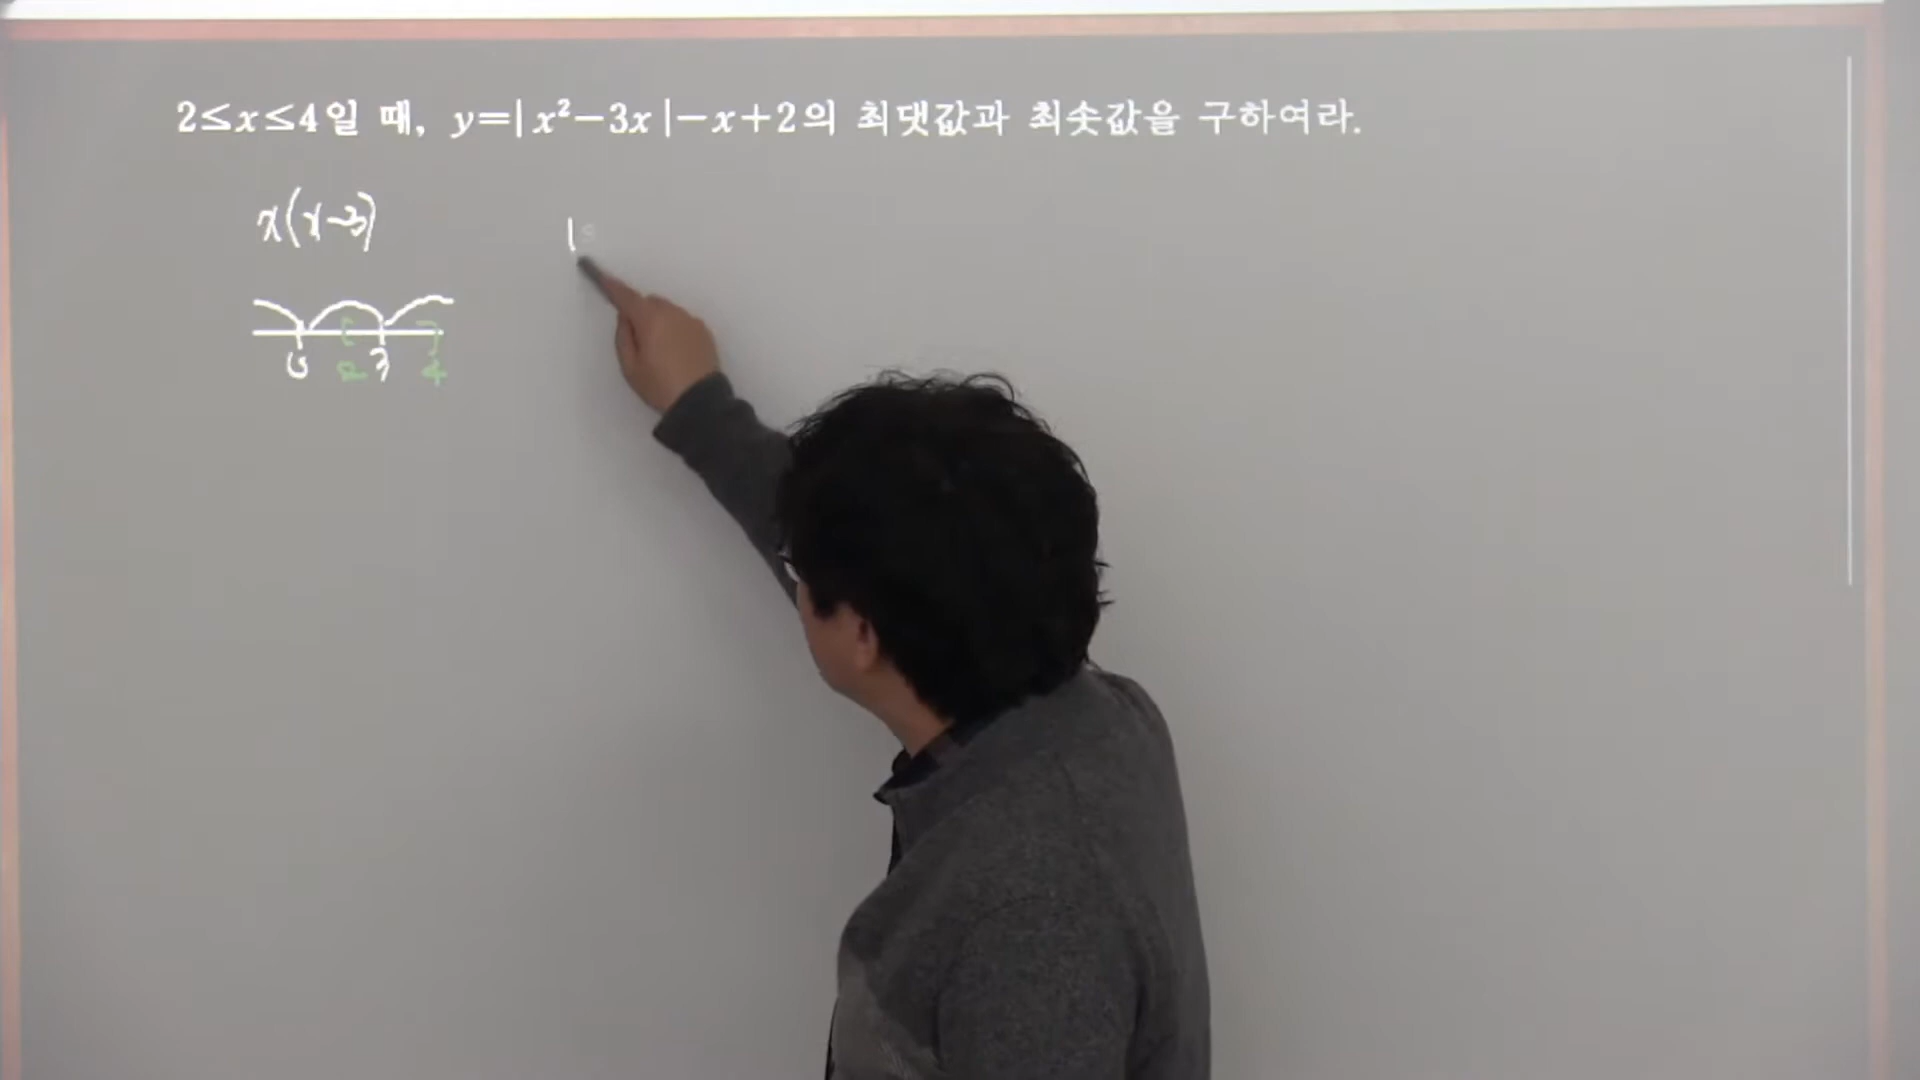 2≤x≤4일 때, y=|x²-3x|-x+2의 최댓값과 최솟값을 구하여라.
x(x-3)
0 2 3 4